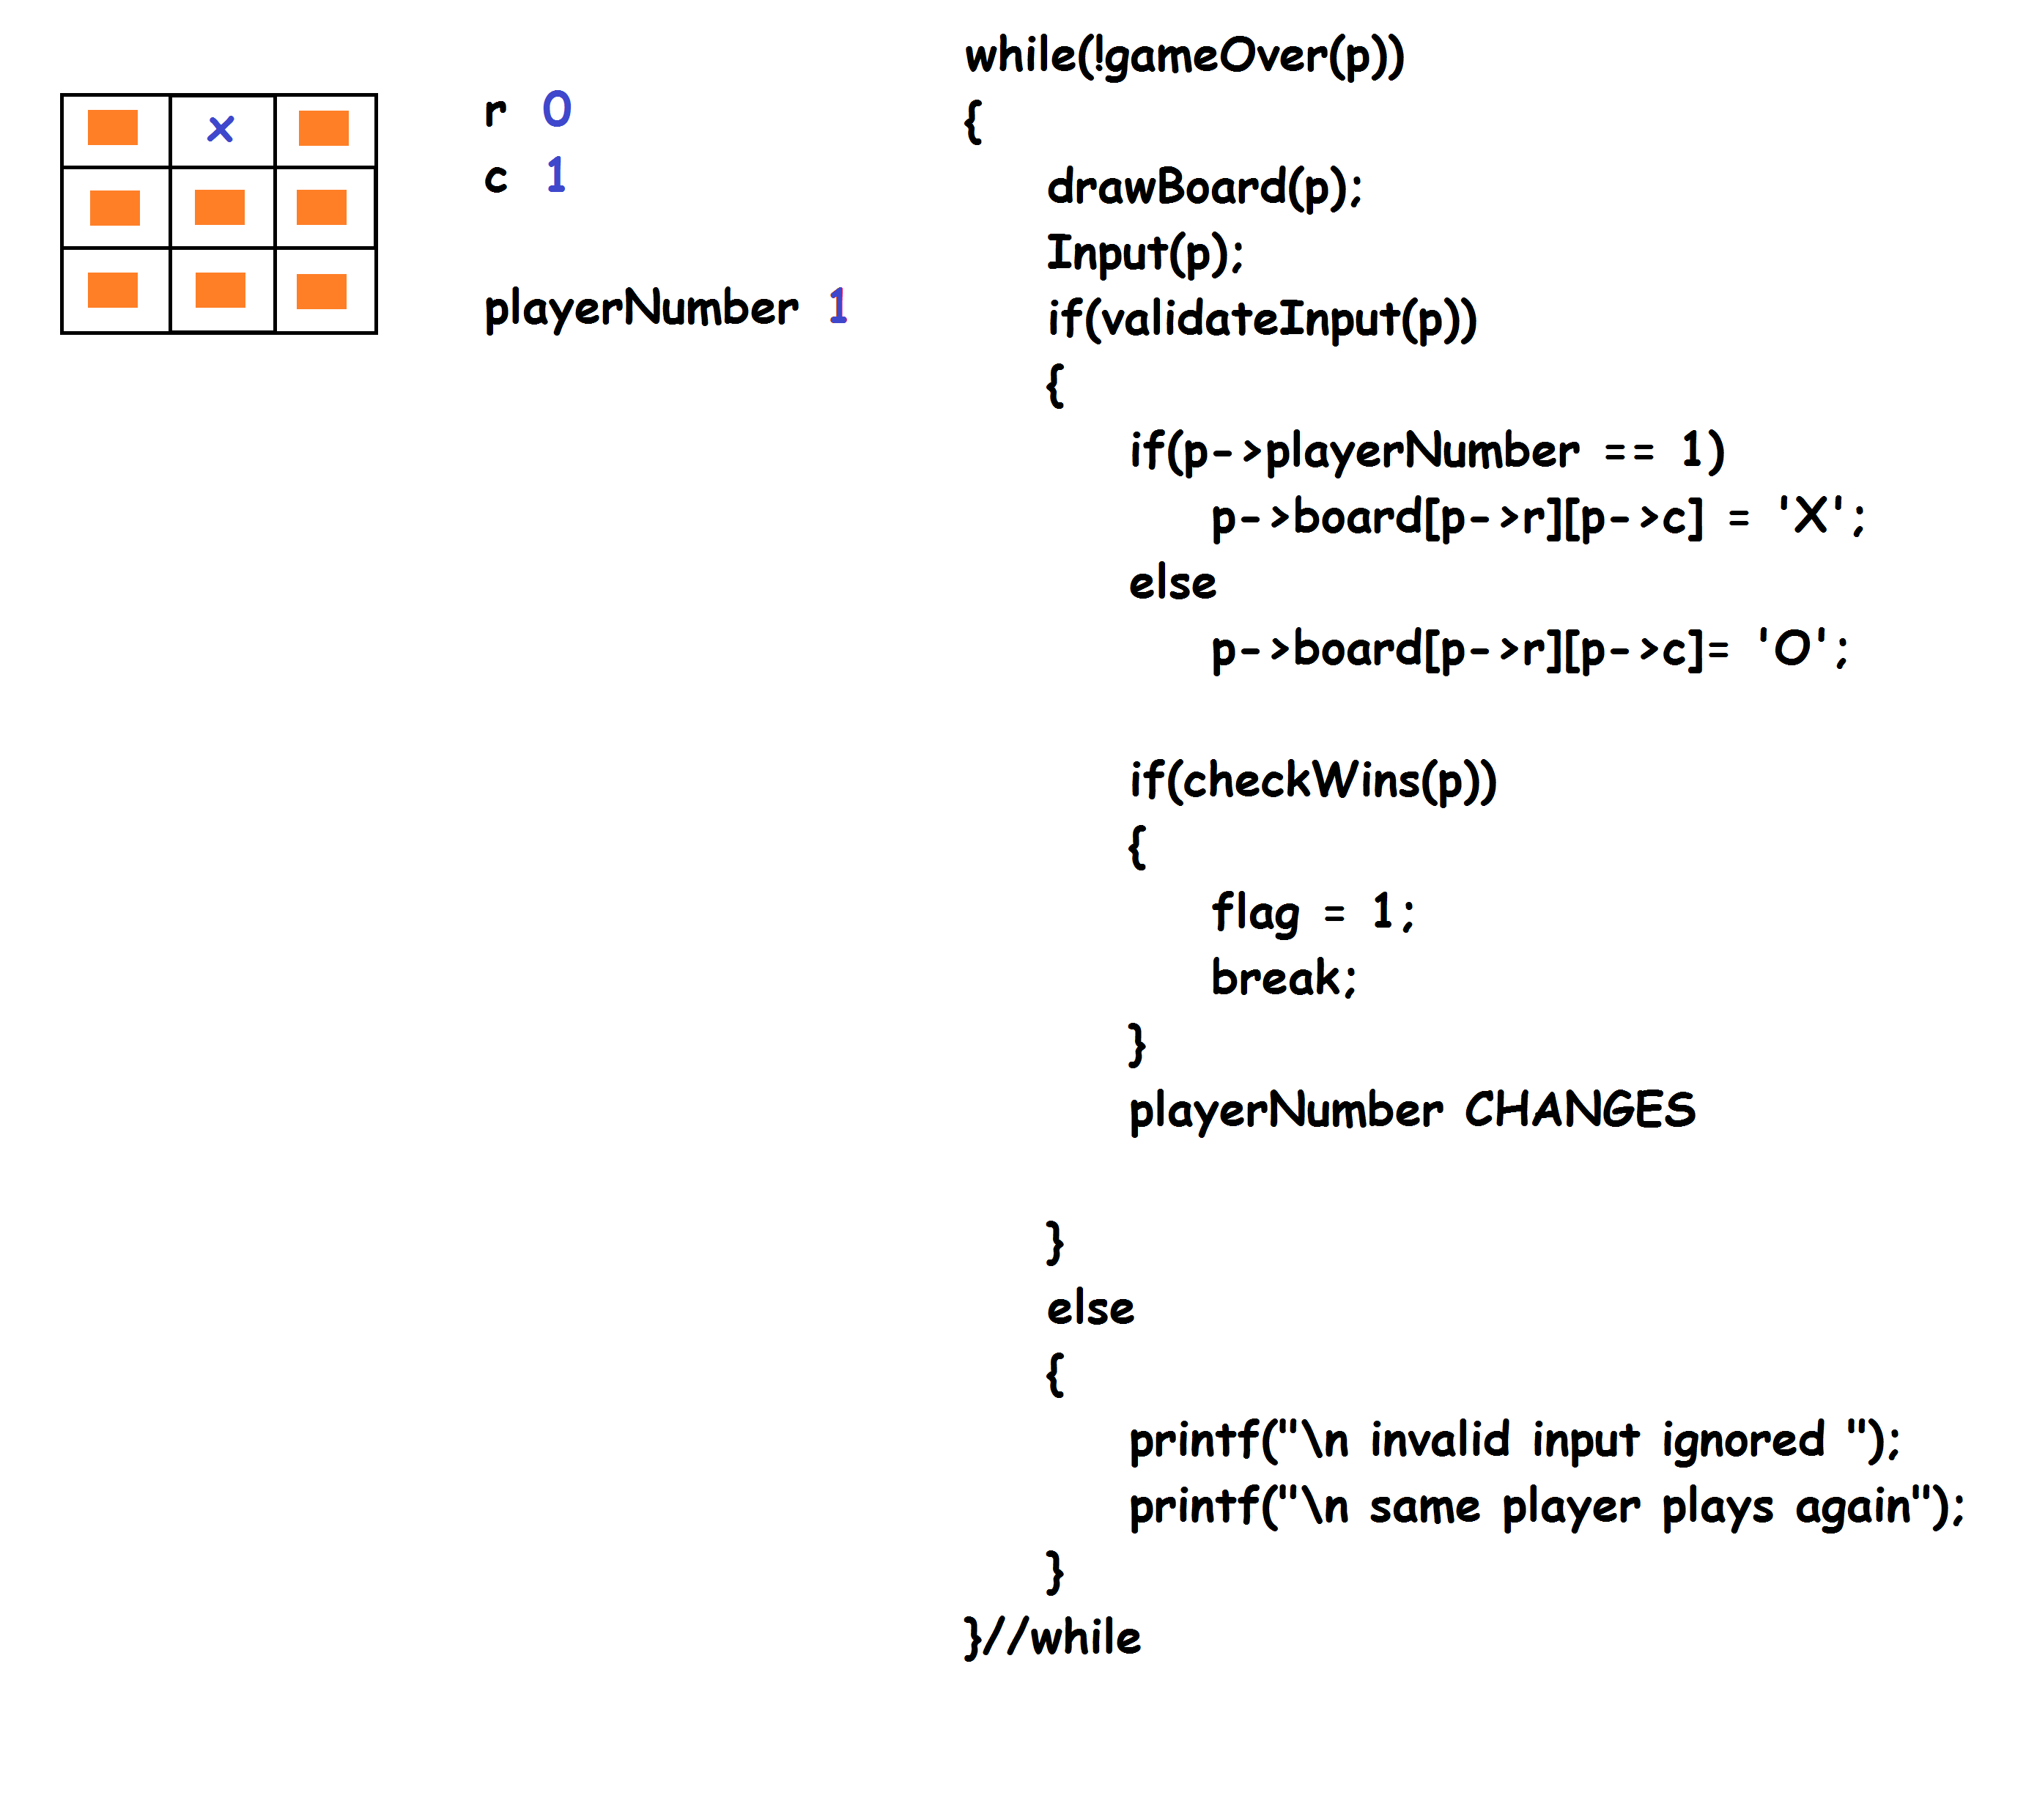 x
r 0
c 1
playerNumber 1
while(!gameOver(p))
{
drawBoard(p);
Input(p);
if(validateInput(p))
{
if(p->playerNumber == 1)
p->board[p->r][p->c] = 'X';
else
p->board[p->r][p->c]= 'O';
if(checkWins(p))
{
flag = 1;
break;
}
playerNumber CHANGES
}
else
{
printf("\n invalid input ignored ");
printf("\n same player plays again");
}
}//while